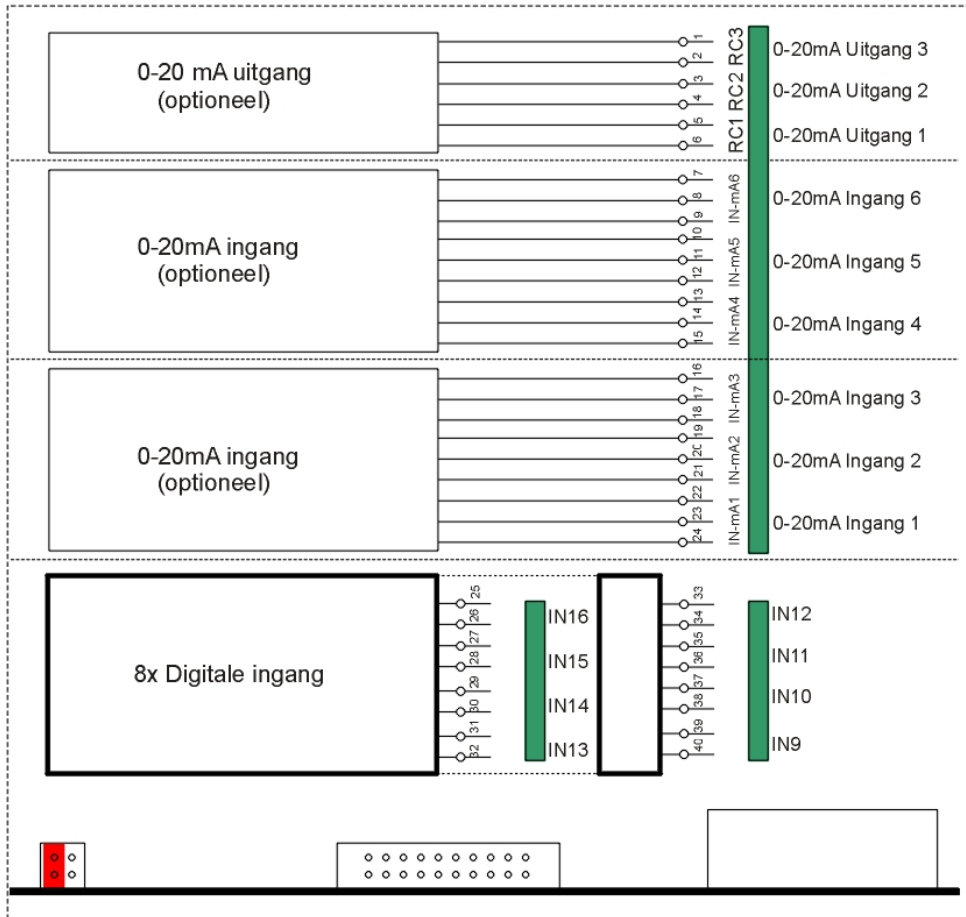 0-20 mA uitgang
(optioneel)
1
2
3
4
5
6
RC3
RC2
RC1
0-20mA Uitgang 3
0-20mA Uitgang 2
0-20mA Uitgang 1
0-20mA ingang
(optioneel)
7
8
9
10
11
12
13
14
15
IN-mA6
IN-mA5
IN-mA4
0-20mA Ingang 6
0-20mA Ingang 5
0-20mA Ingang 4
0-20mA ingang
(optioneel)
16
17
18
19
20
21
22
23
24
IN-mA3
IN-mA2
IN-mA1
0-20mA Ingang 3
0-20mA Ingang 2
0-20mA Ingang 1
8x Digitale ingang
25
26
27
28
29
30
31
32
IN16
IN15
IN14
IN13
33
34
35
36
37
38
39
40
IN12
IN11
IN10
IN9